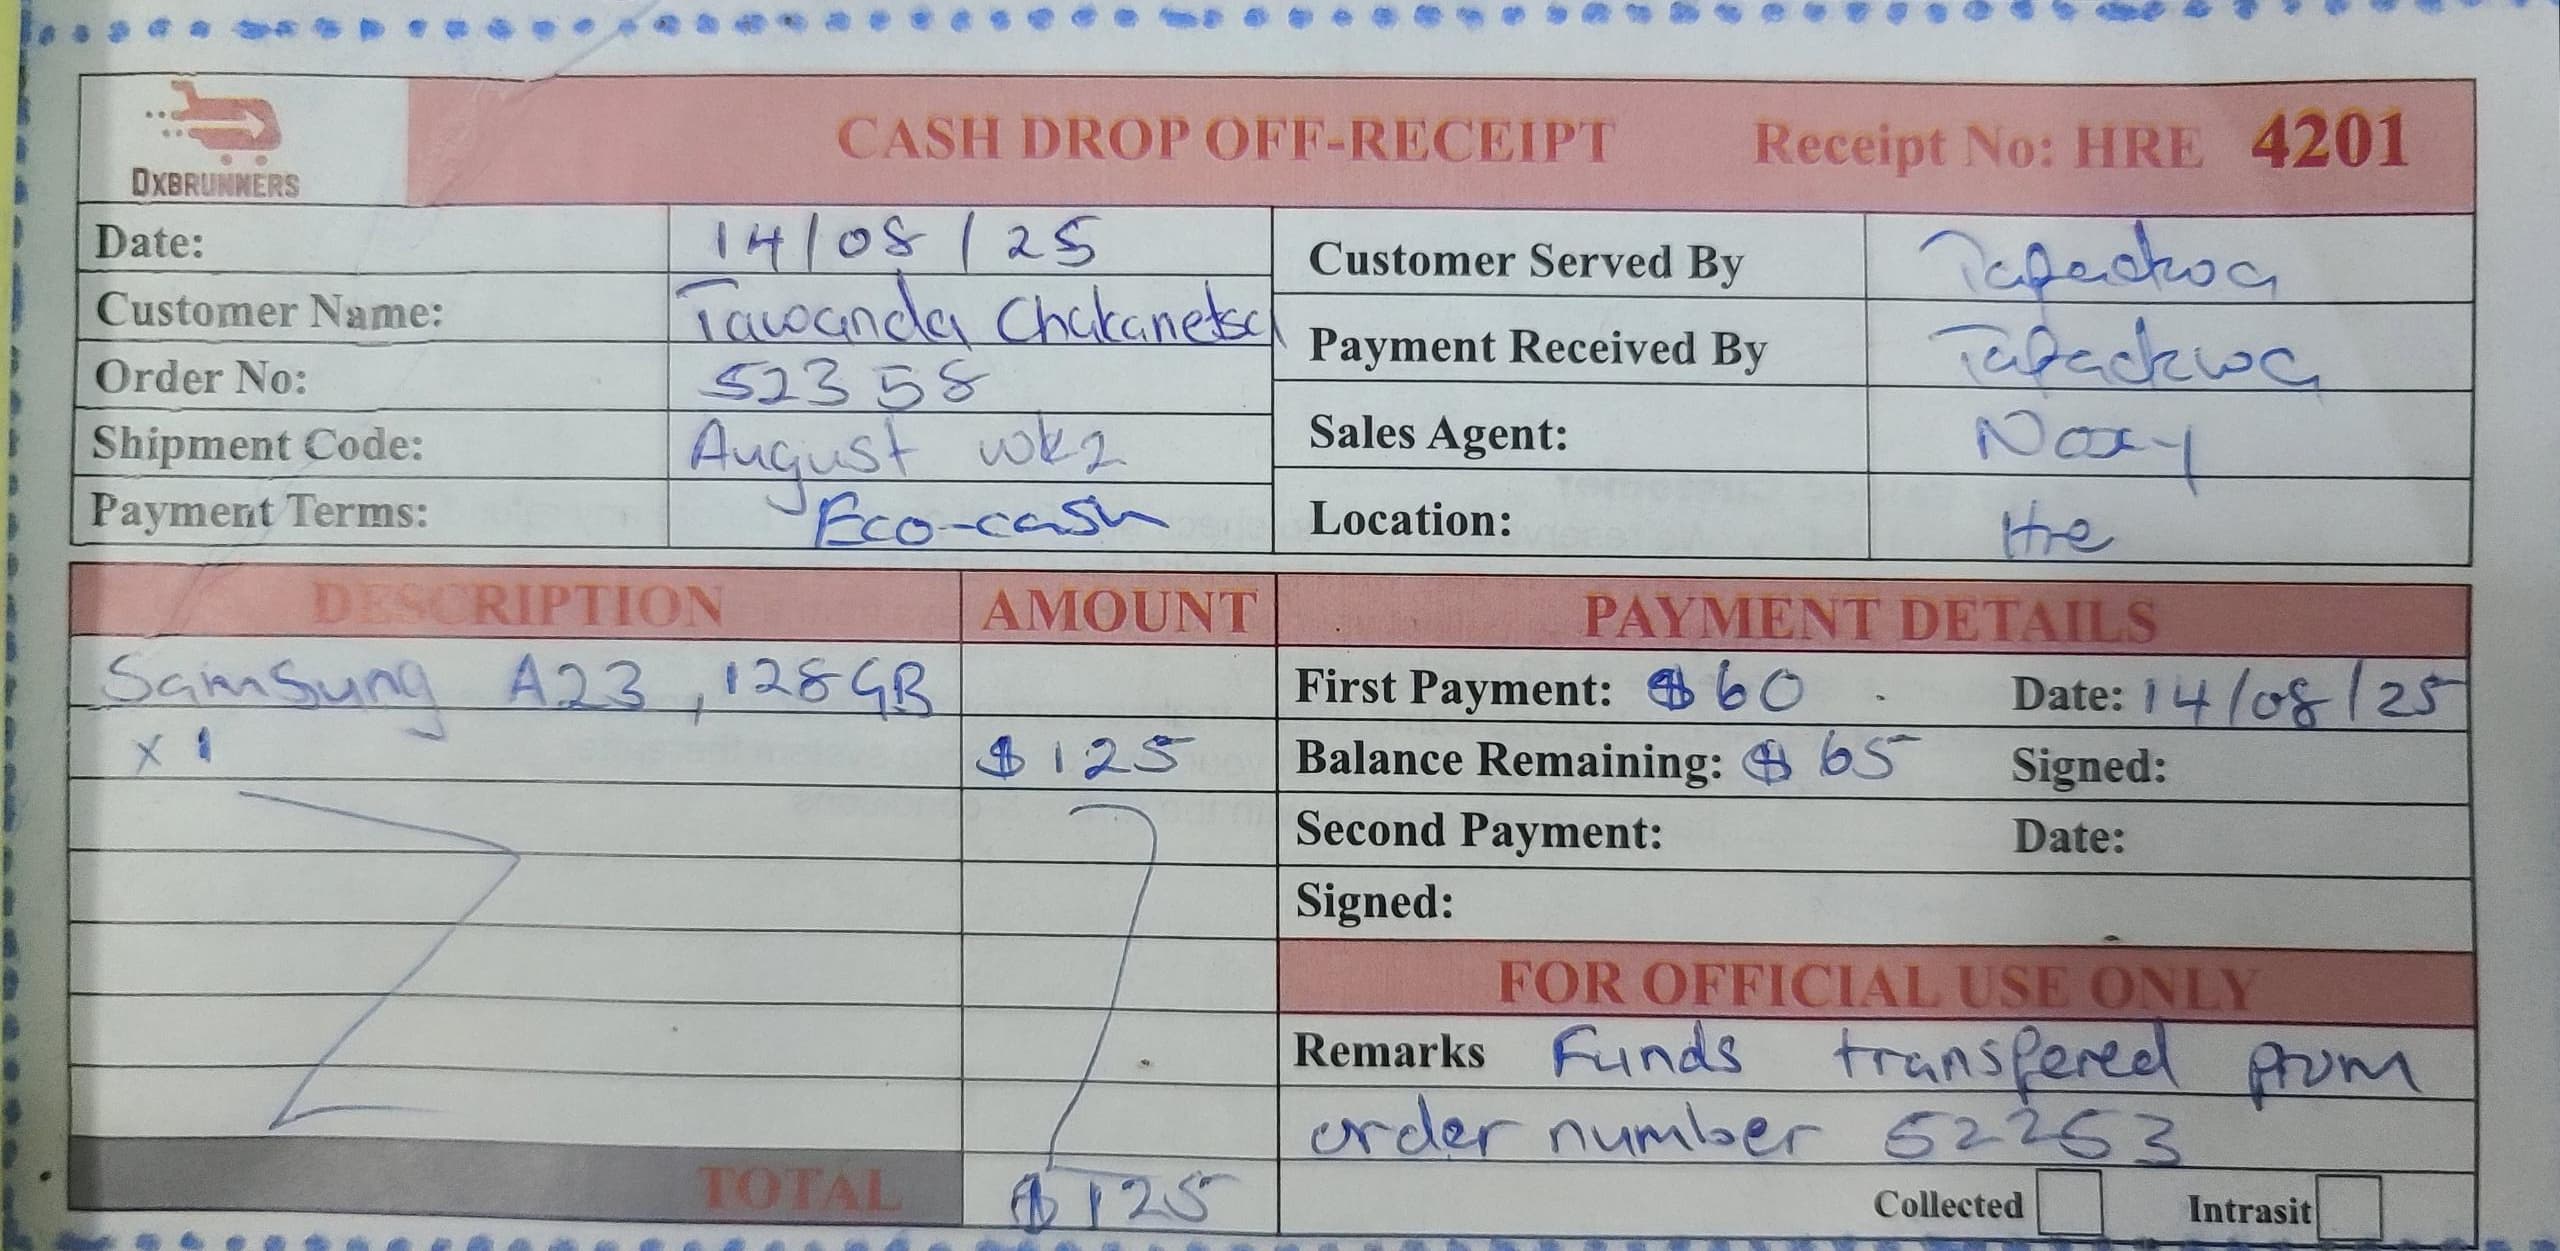 DXBRUNNERS
CASH DROP OFF-RECEIPT Receipt No: HRE 4201
Date: 14/08/25
Customer Name: Tawanda Chakanetsa
Order No: 52358
Shipment Code: August wk2
Payment Terms: Eco-cash
Customer Served By Tafadzwa
Payment Received By Tafadzwa
Sales Agent: Noxy
Location: Hre
DESCRIPTION AMOUNT
Samsung A23, 128GB
x 1 $125
TOTAL $125
PAYMENT DETAILS
First Payment: $60 Date: 14/08/25
Balance Remaining: $65 Signed:
Second Payment: Date:
Signed:
FOR OFFICIAL USE ONLY
Remarks Funds transfered from
order number 52253
Collected Intrasit